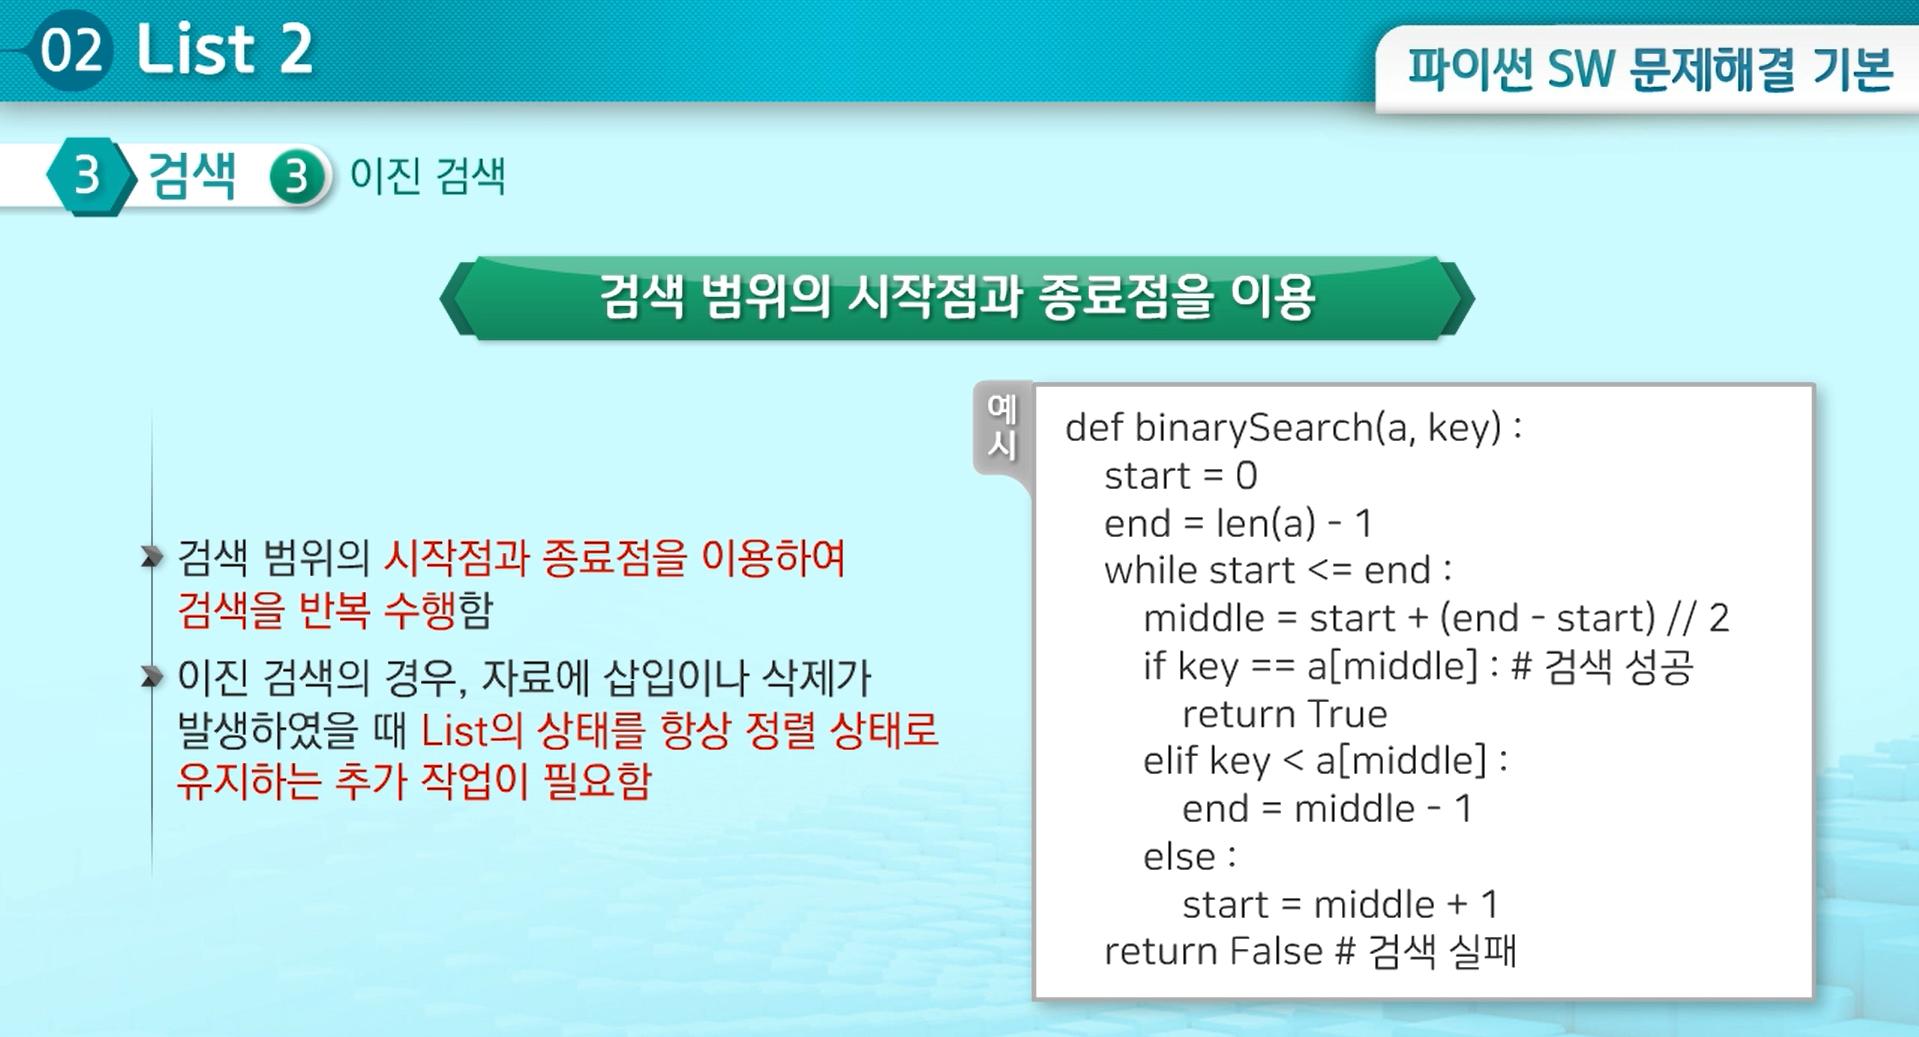 02 List 2
파이썬 SW 문제해결 기본
3 검색 3 이진 검색
검색 범위의 시작점과 종료점을 이용
검색 범위의 시작점과 종료점을 이용하여
검색을 반복 수행함
이진 검색의 경우, 자료에 삽입이나 삭제가
발생하였을 때 List의 상태를 항상 정렬 상태로
유지하는 추가 작업이 필요함
예시
def binarySearch(a, key) :
    start = 0
    end = len(a) - 1
    while start <= end :
        middle = start + (end - start) // 2
        if key == a[middle] : # 검색 성공
            return True
        elif key < a[middle] :
            end = middle - 1
        else :
            start = middle + 1
    return False # 검색 실패